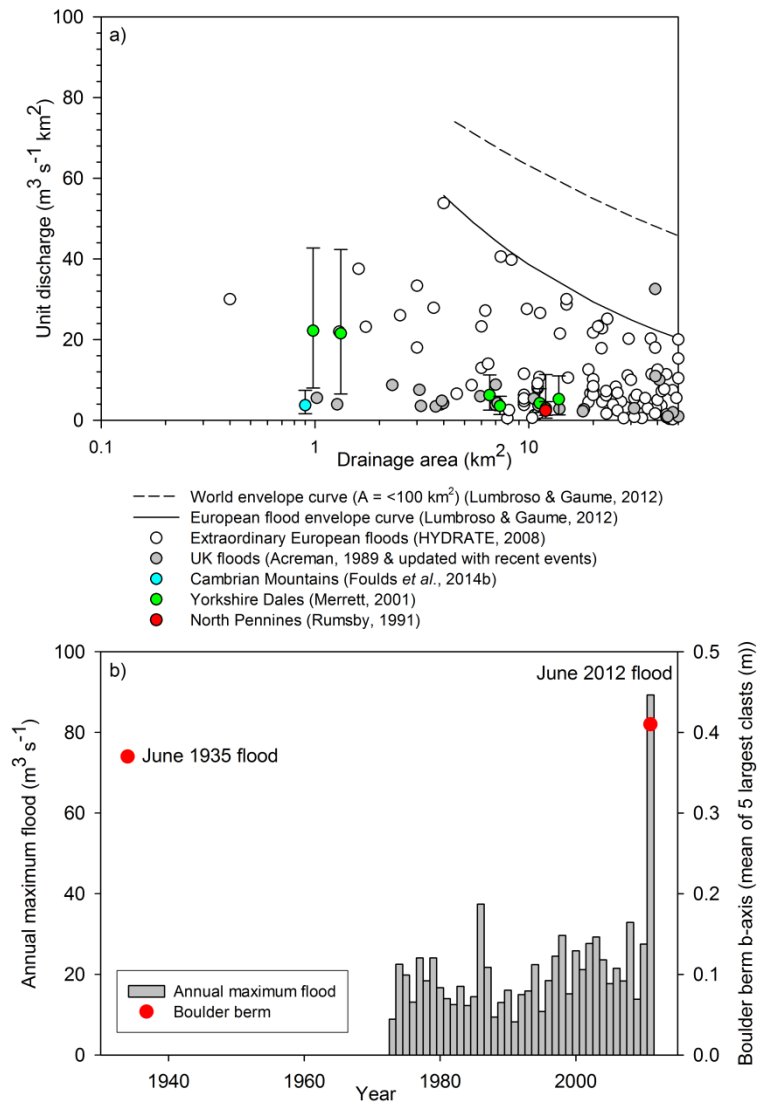 a)
100
80
60
40
20
0
Unit discharge (m³ s⁻¹ km²)
0.1
1
10
Drainage area (km²)
World envelope curve (A = <100 km²) (Lumbroso & Gaume, 2012)
European flood envelope curve (Lumbroso & Gaume, 2012)
Extraordinary European floods (HYDRATE, 2008)
UK floods (Acreman, 1989 & updated with recent events)
Cambrian Mountains (Foulds et al., 2014b)
Yorkshire Dales (Merrett, 2001)
North Pennines (Rumsby, 1991)
b)
100
80
60
40
20
0
Annual maximum flood (m³ s⁻¹)
June 2012 flood
June 1935 flood
Annual maximum flood
Boulder berm
0.5
0.4
0.3
0.2
0.1
0.0
Boulder berm b-axis (mean of 5 largest clasts (m))
1940
1960
1980
2000
Year